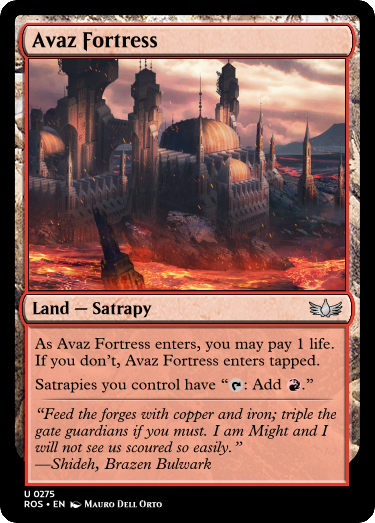 Avaz Fortress
Land — Satrapy
As Avaz Fortress enters, you may pay 1 life.
If you don't, Avaz Fortress enters tapped.
Satrapies you control have “: Add .”
“Feed the forges with copper and iron; triple the
gate guardians if you must. I am Might and I
will not see us scoured so easily.”
—Shideh, Brazen Bulwark
U 0275
ROS • EN Mauro Dell Orto